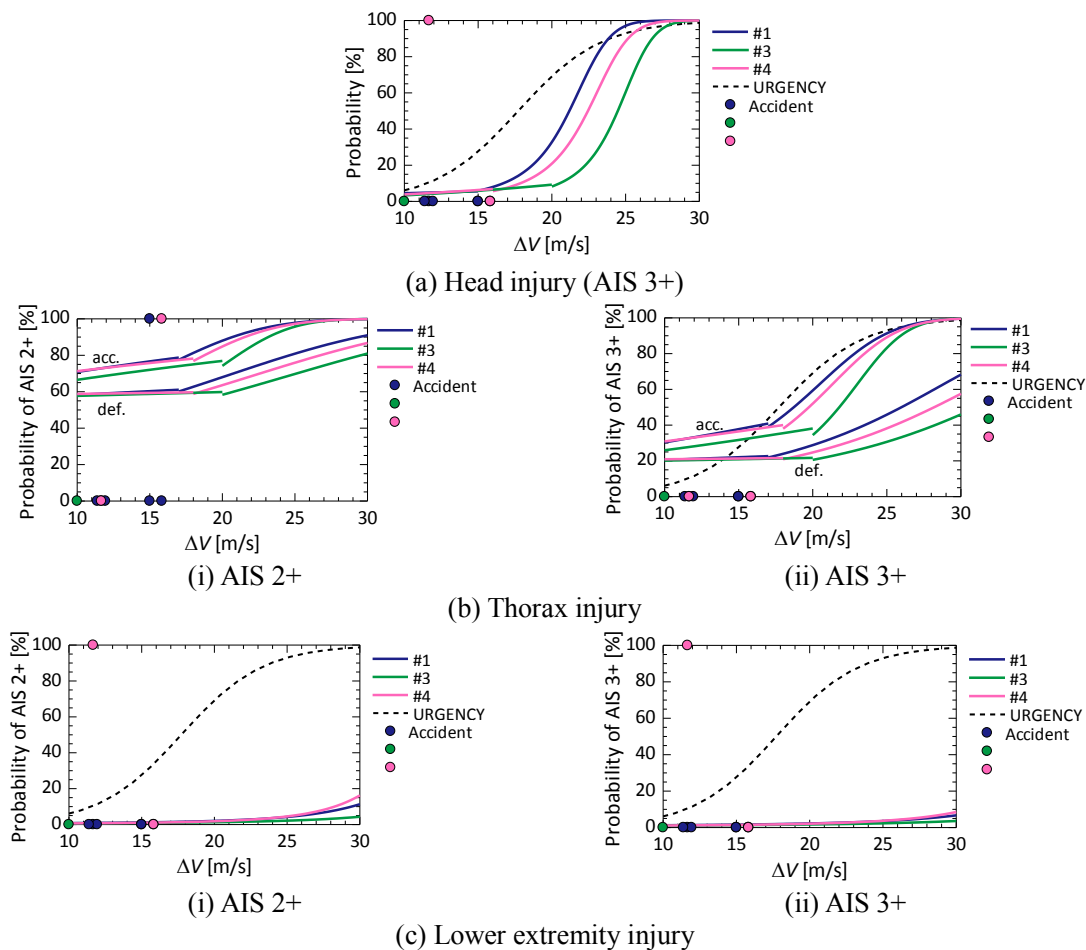 Probability [%]
100
80
60
40
20
0
10 15 20 25 30
ΔV [m/s]
#1
#3
#4
URGENCY
Accident
(a) Head injury (AIS 3+)
Probability of AIS 2+ [%]
100
80
60
40
20
0
acc.
def.
10 15 20 25 30
ΔV [m/s]
#1
#3
#4
Accident
(i) AIS 2+
Probability of AIS 3+ [%]
100
80
60
40
20
0
acc.
def.
10 15 20 25 30
ΔV [m/s]
#1
#3
#4
URGENCY
Accident
(ii) AIS 3+
(b) Thorax injury
Probability of AIS 2+ [%]
100
80
60
40
20
0
10 15 20 25 30
ΔV [m/s]
#1
#3
#4
URGENCY
Accident
(i) AIS 2+
Probability of AIS 3+ [%]
100
80
60
40
20
0
10 15 20 25 30
ΔV [m/s]
#1
#3
#4
URGENCY
Accident
(ii) AIS 3+
(c) Lower extremity injury